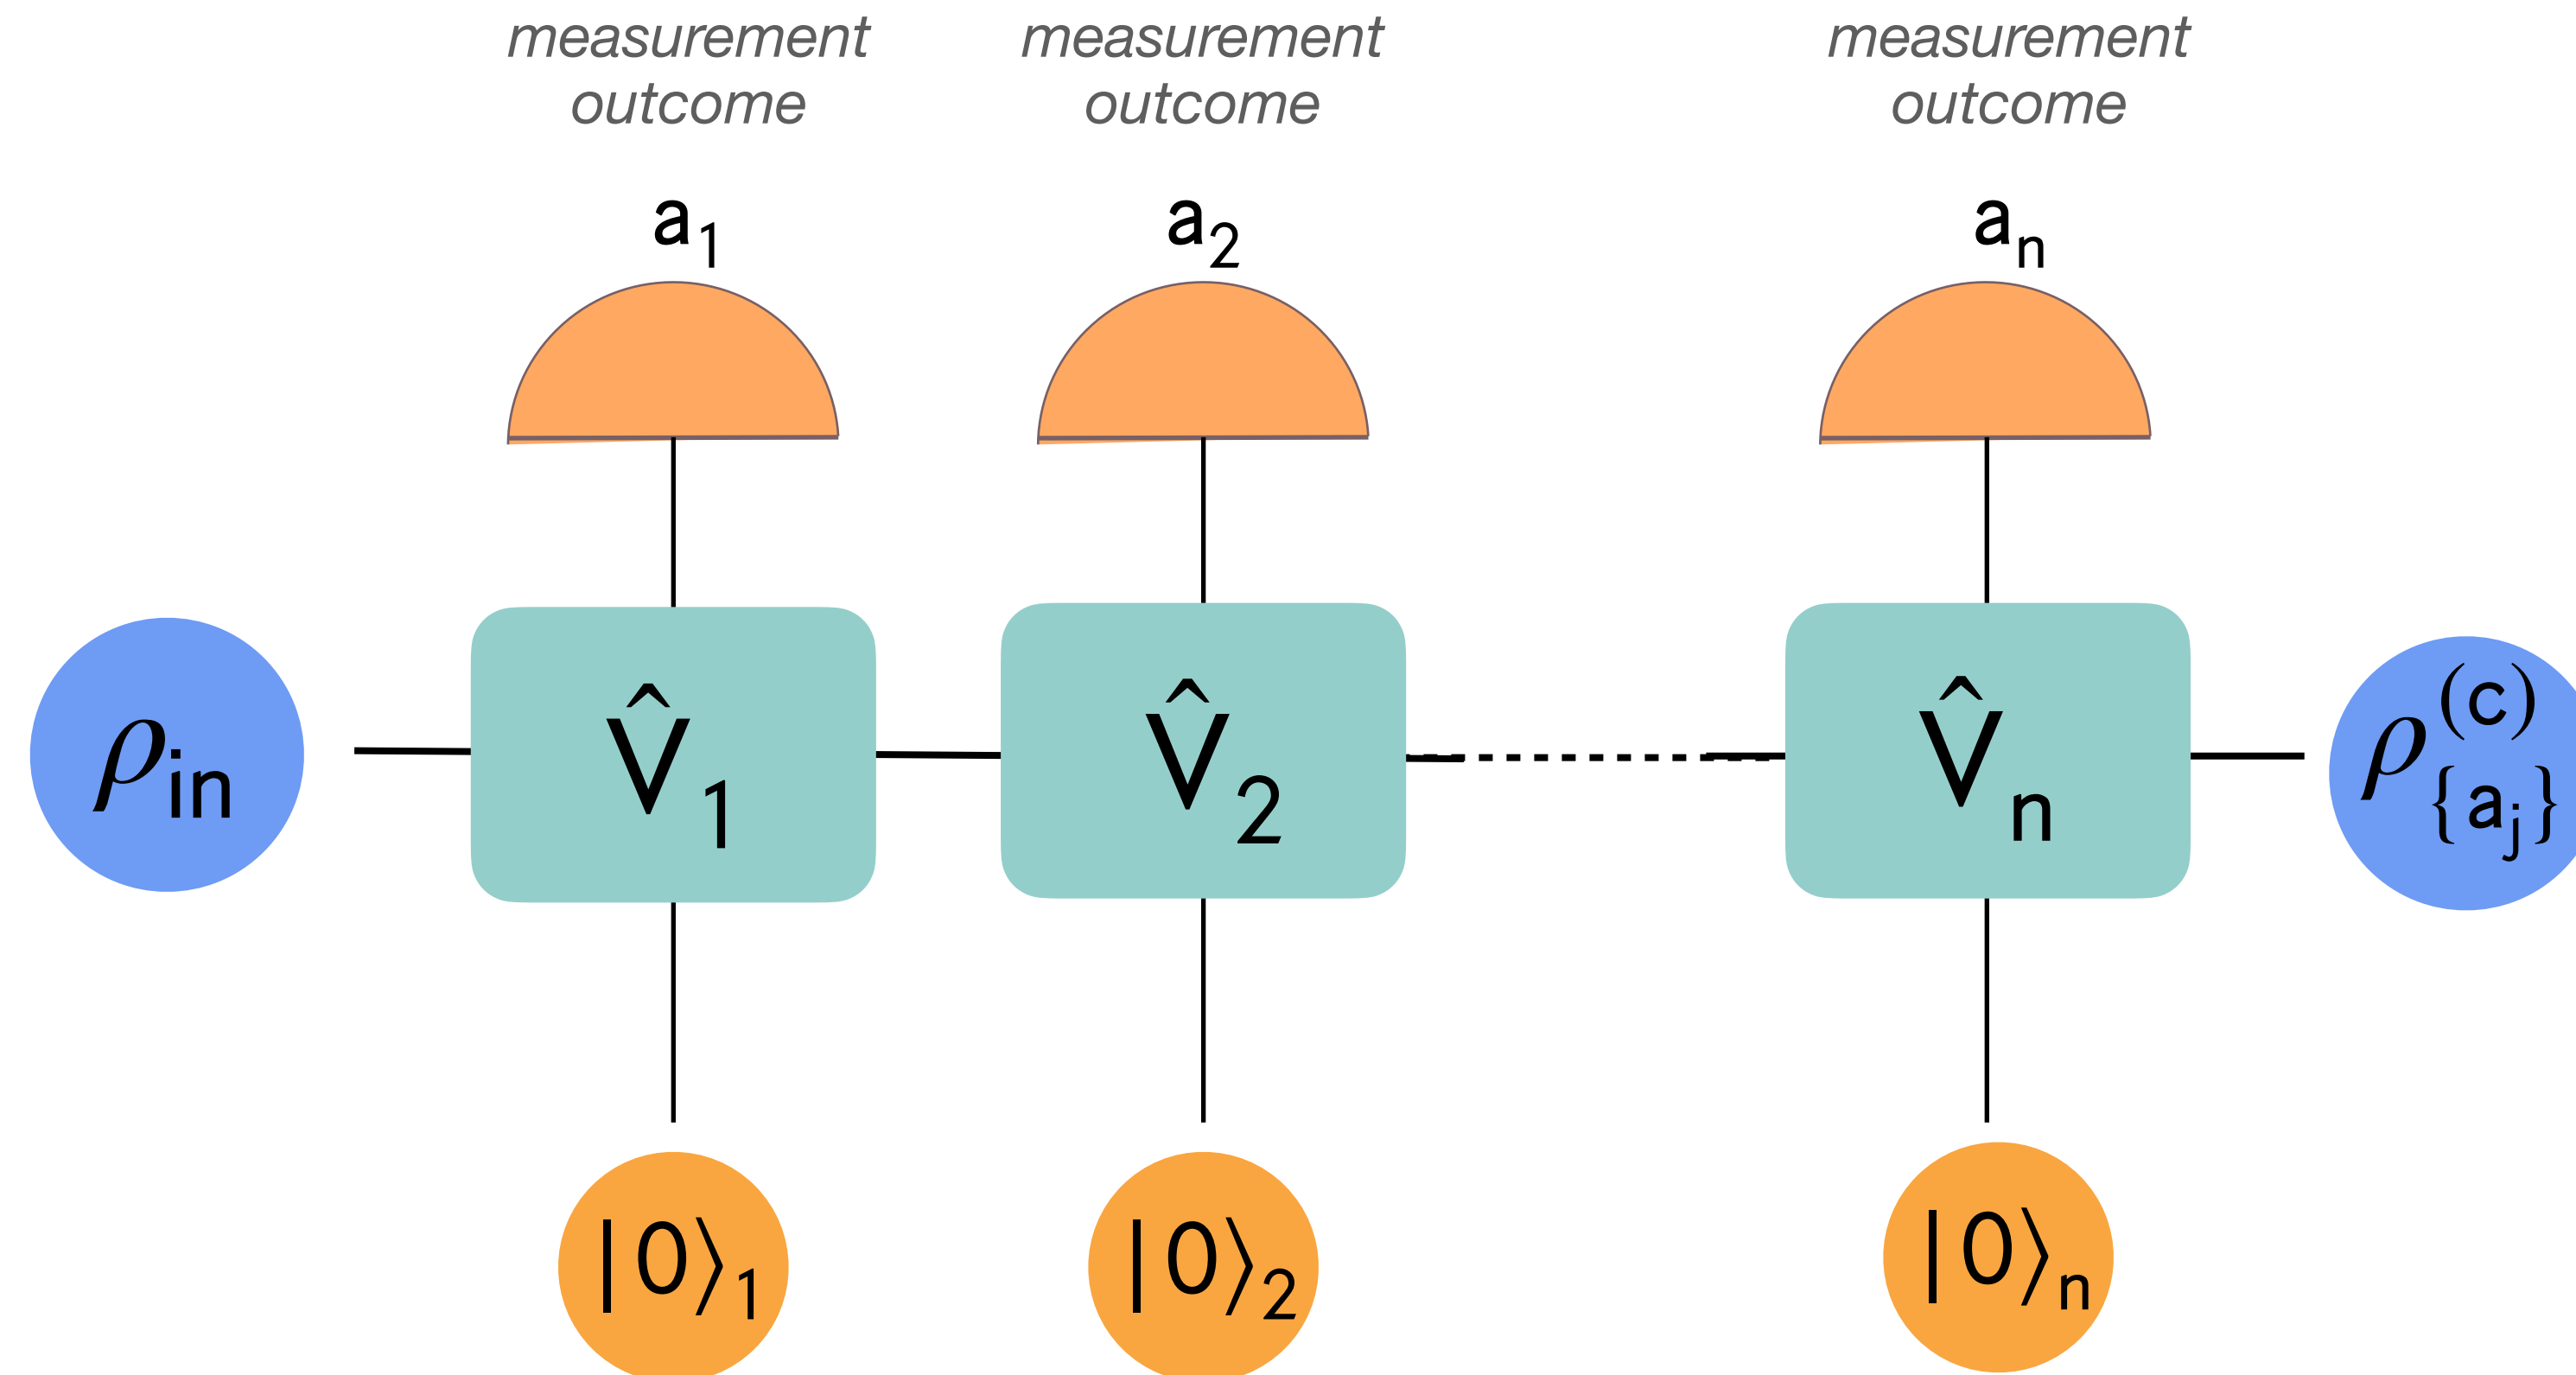 measurement outcome
measurement outcome
measurement outcome
a₁
a₂
aₙ
ρᵢₙ
V̂₁
V̂₂
V̂ₙ
ρ^(c)_{aⱼ}
|0⟩₁
|0⟩₂
|0⟩ₙ